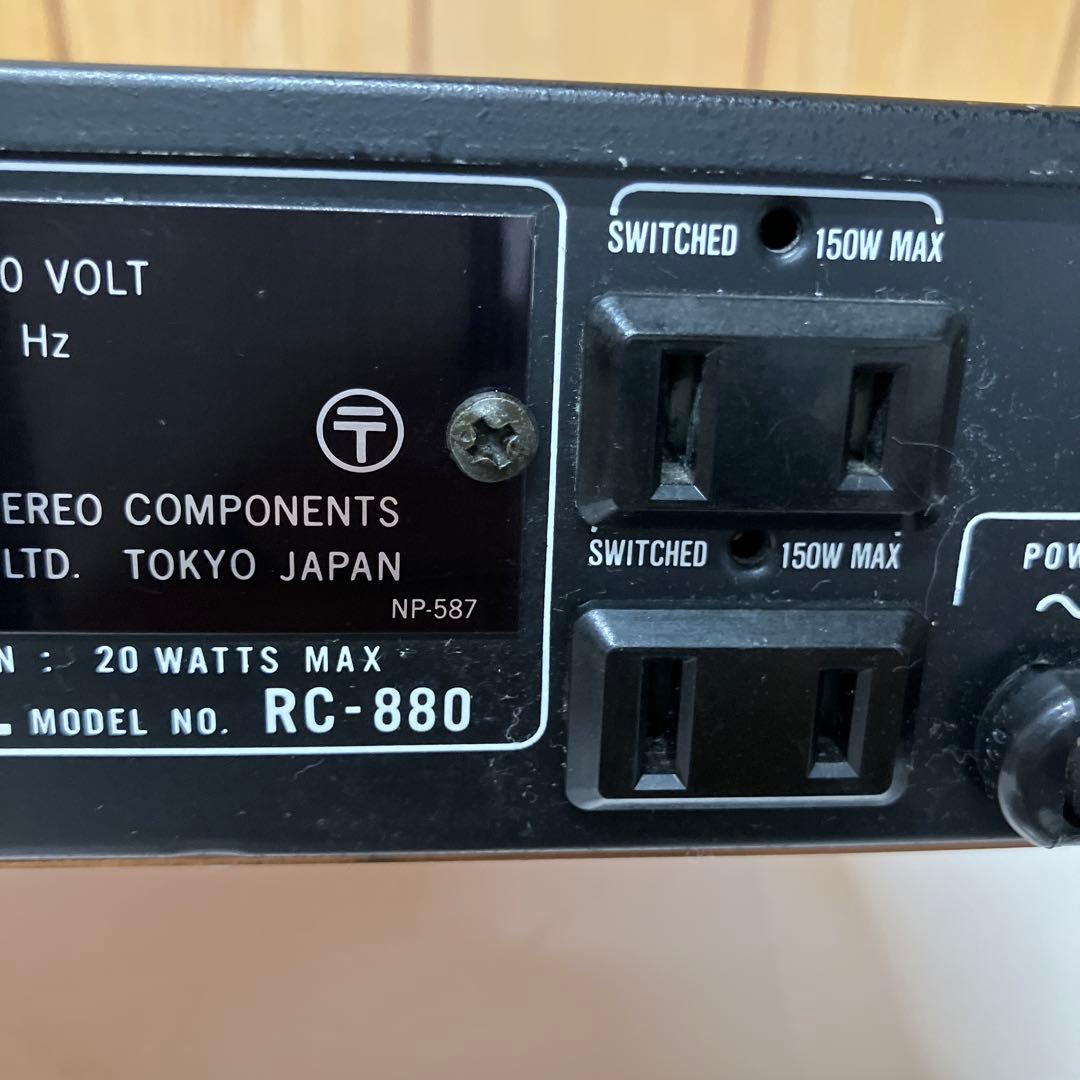 0 VOLT
Hz
〒
EREO COMPONENTS
LTD. TOKYO JAPAN
NP-587
N : 20 WATTS MAX
MODEL NO. RC-880
SWITCHED 150W MAX
SWITCHED 150W MAX
POW
~